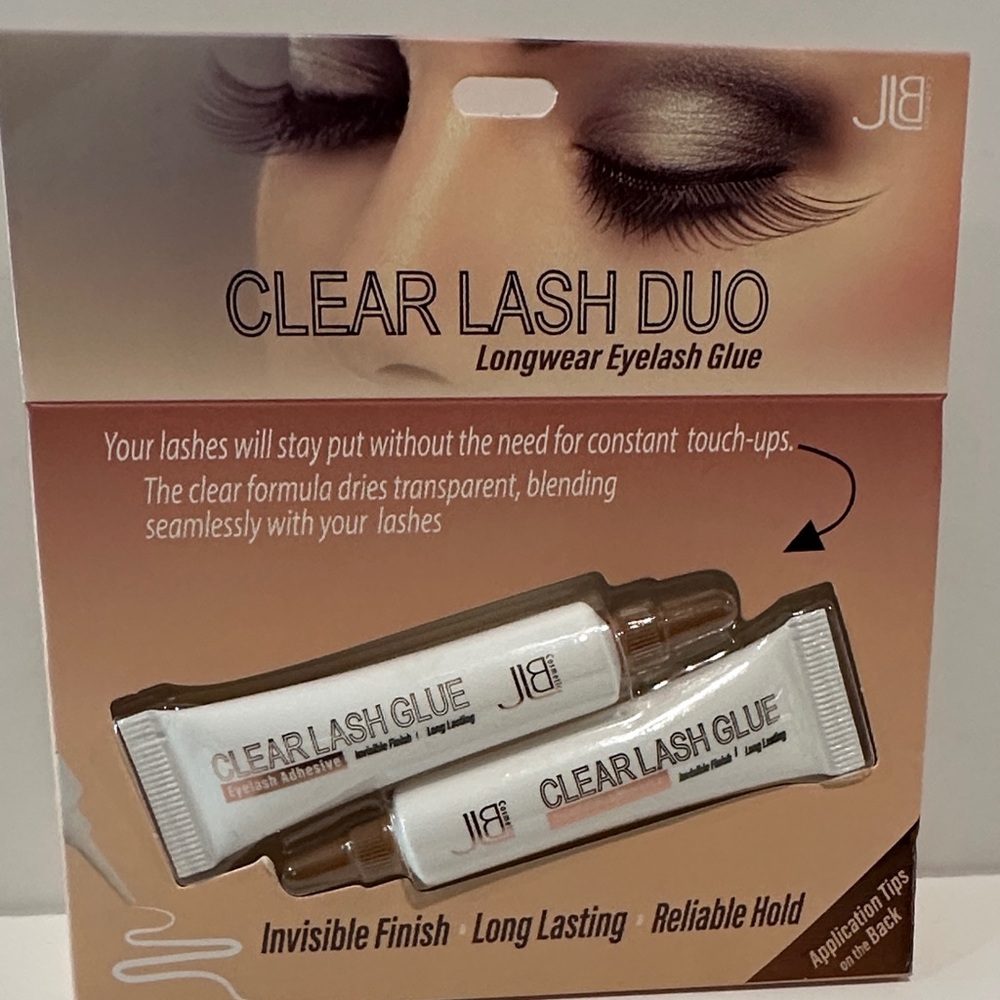 JLB
Cosmetics
CLEAR LASH DUO
Longwear Eyelash Glue
Your lashes will stay put without the need for constant touch-ups.
The clear formula dries transparent, blending
seamlessly with your lashes
JLB
Cosmetics
CLEAR LASH GLUE
Eyelash Adhesive Invisible Finish | Long Lasting
JLB
CLEAR LASH GLUE
Invisible Finish | Long Lasting
Invisible Finish • Long Lasting • Reliable Hold
Application Tips
on the Back